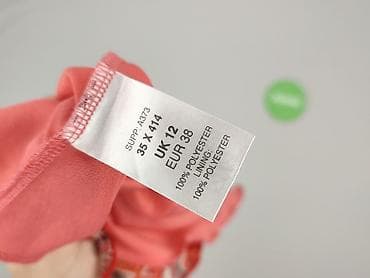 SUPP: A373
35 X 414
UK 12
EUR 38
100% POLYESTER
LINING:
100% POLYESTER